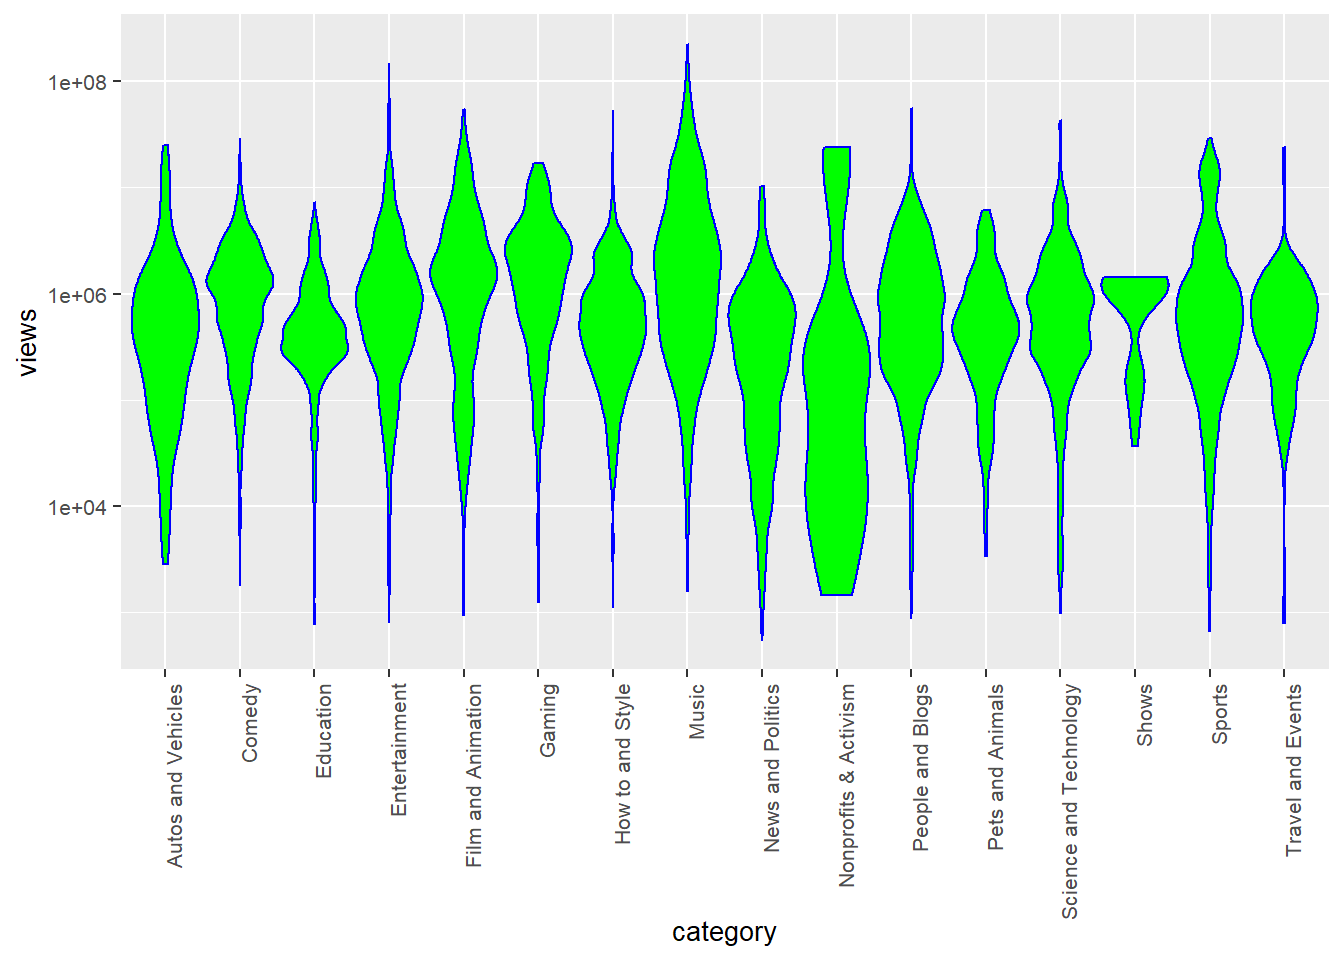 1e+08
1e+06
1e+04
views
Autos and Vehicles
Comedy
Education
Entertainment
Film and Animation
Gaming
How to and Style
Music
News and Politics
Nonprofits & Activism
People and Blogs
Pets and Animals
Science and Technology
Shows
Sports
Travel and Events
category